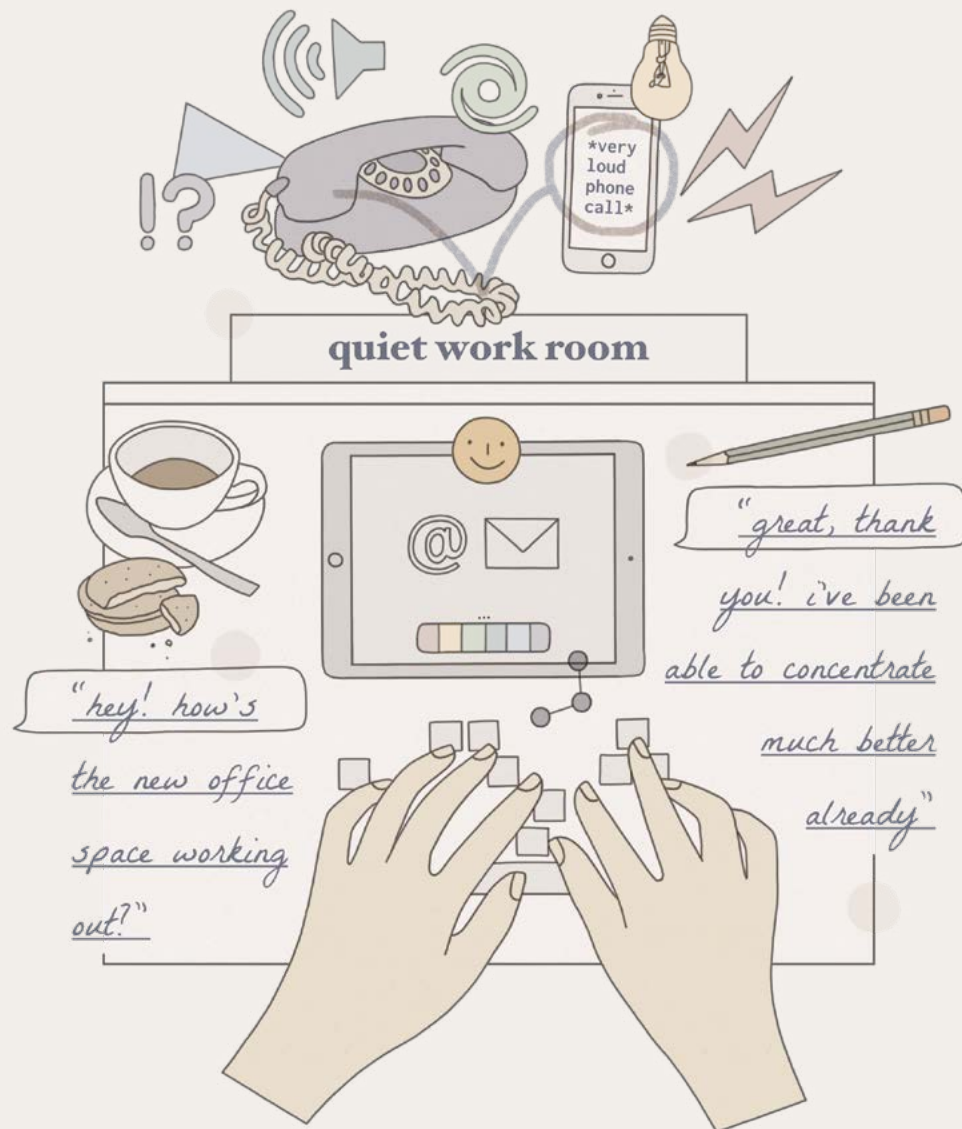 !?
*very
loud
phone
call*
quiet work room
@
"great, thank
you! i've been
able to concentrate
much better
already"
"hey! how's
the new office
space working
out?"